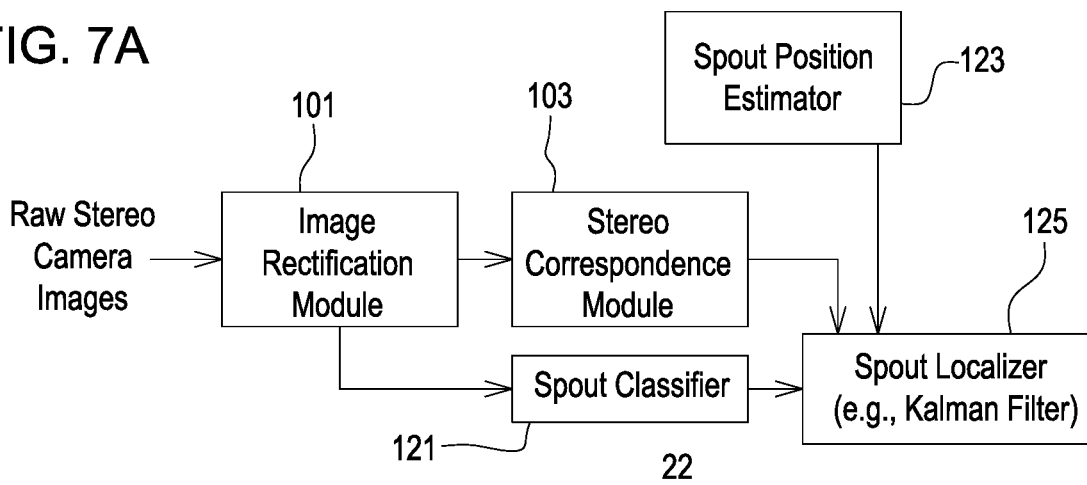 FIG. 7A
Spout Position
Estimator
123
101
103
Raw Stereo
Camera
Images
Image
Rectification
Module
Stereo
Correspondence
Module
125
Spout Classifier
121
Spout Localizer
(e.g., Kalman Filter)
22